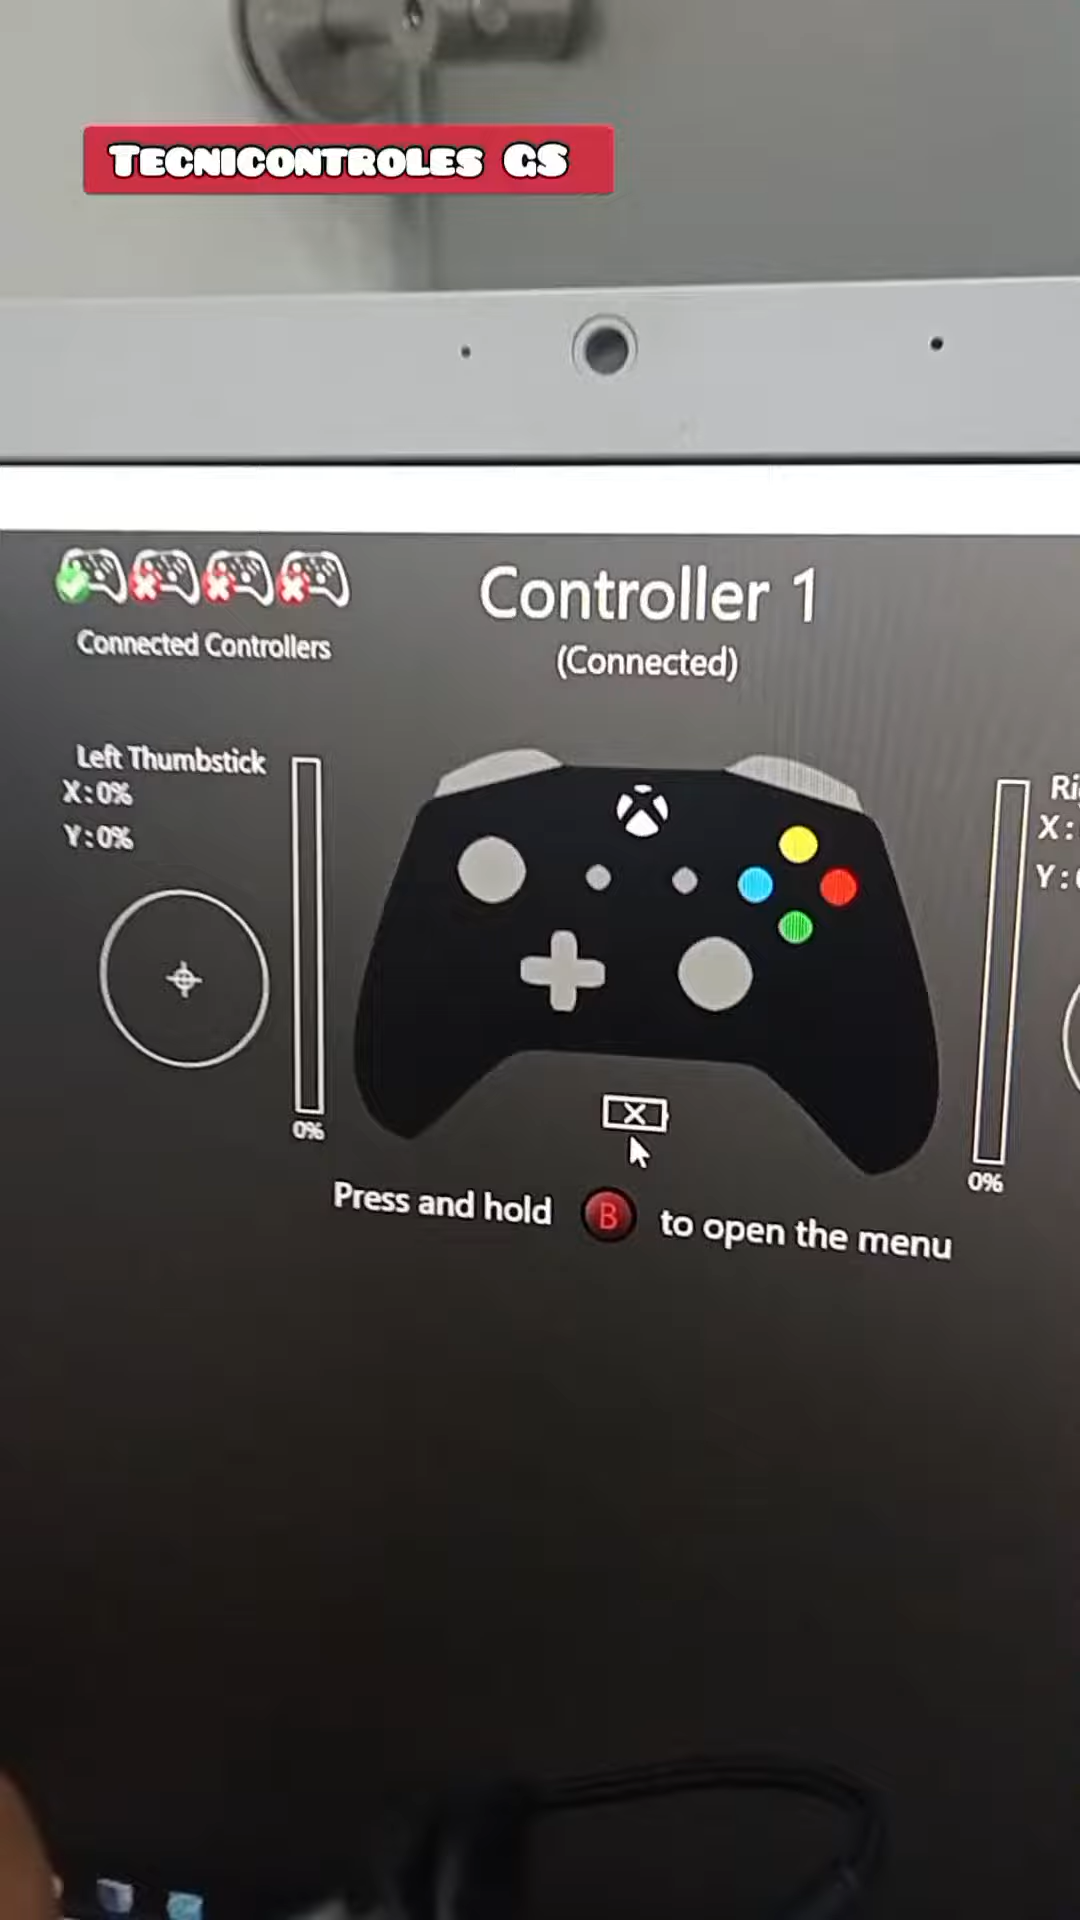 TECNICONTROLES GS
Controller 1
(Connected)
Connected Controllers
Left Thumbstick
X:0%
Y:0%
0%
X:
Y:
0%
Press and hold B to open the menu